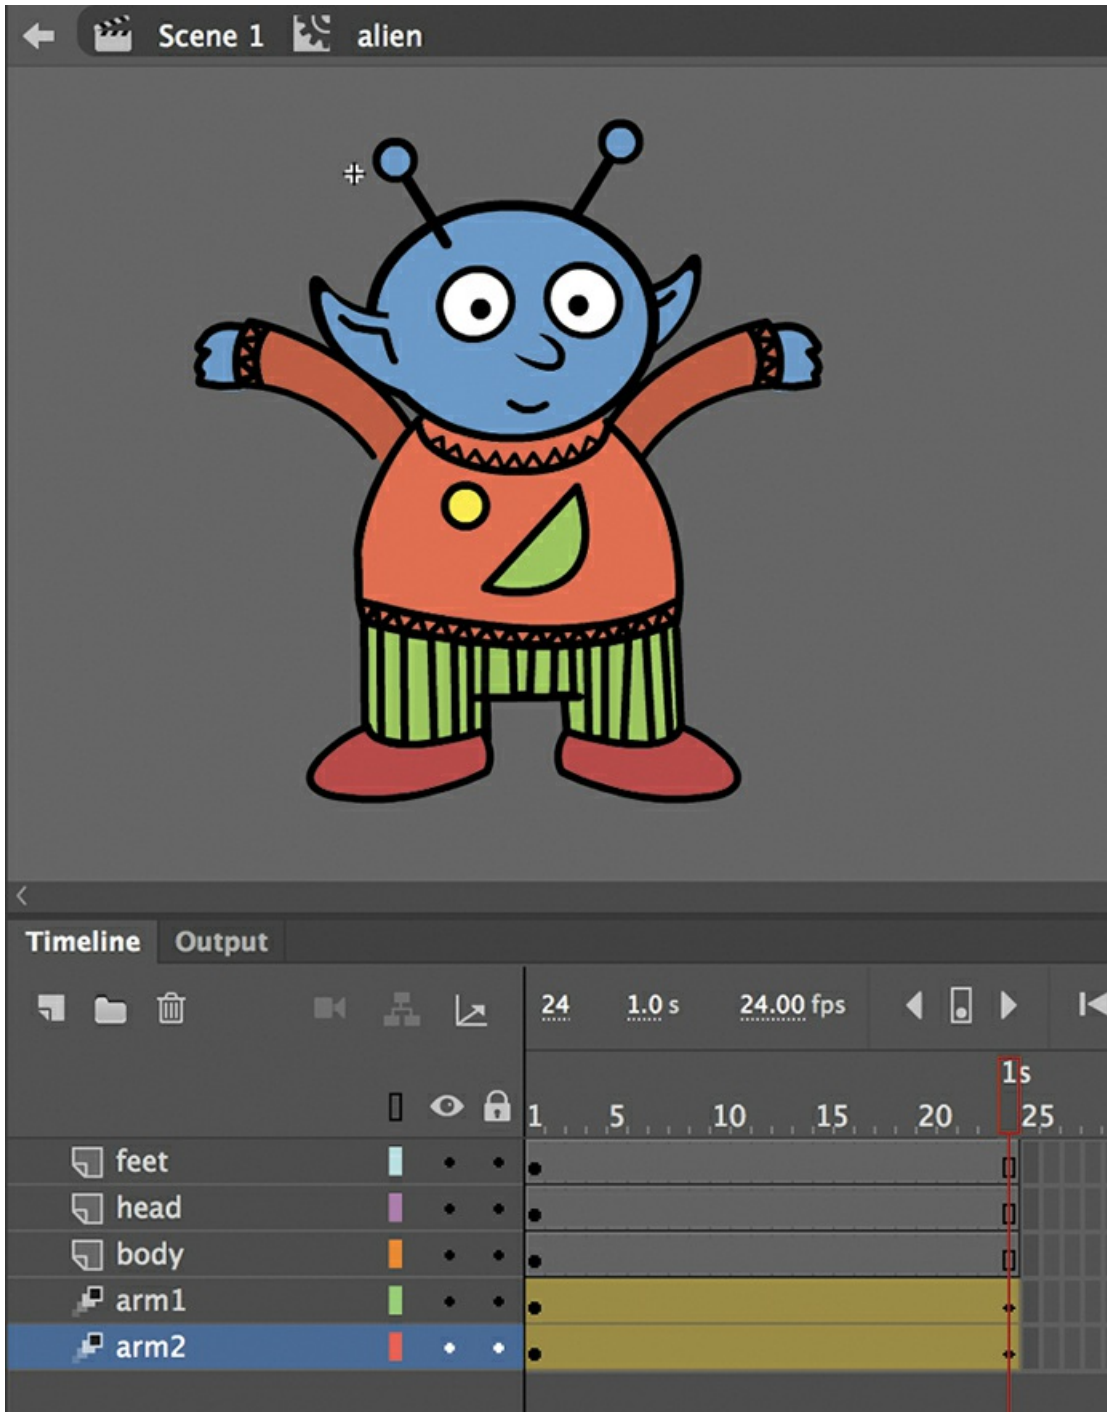 Scene 1 alien
Timeline Output
24 1.0 s 24.00 fps
1s
1 5 10 15 20 25
feet
head
body
arm1
arm2